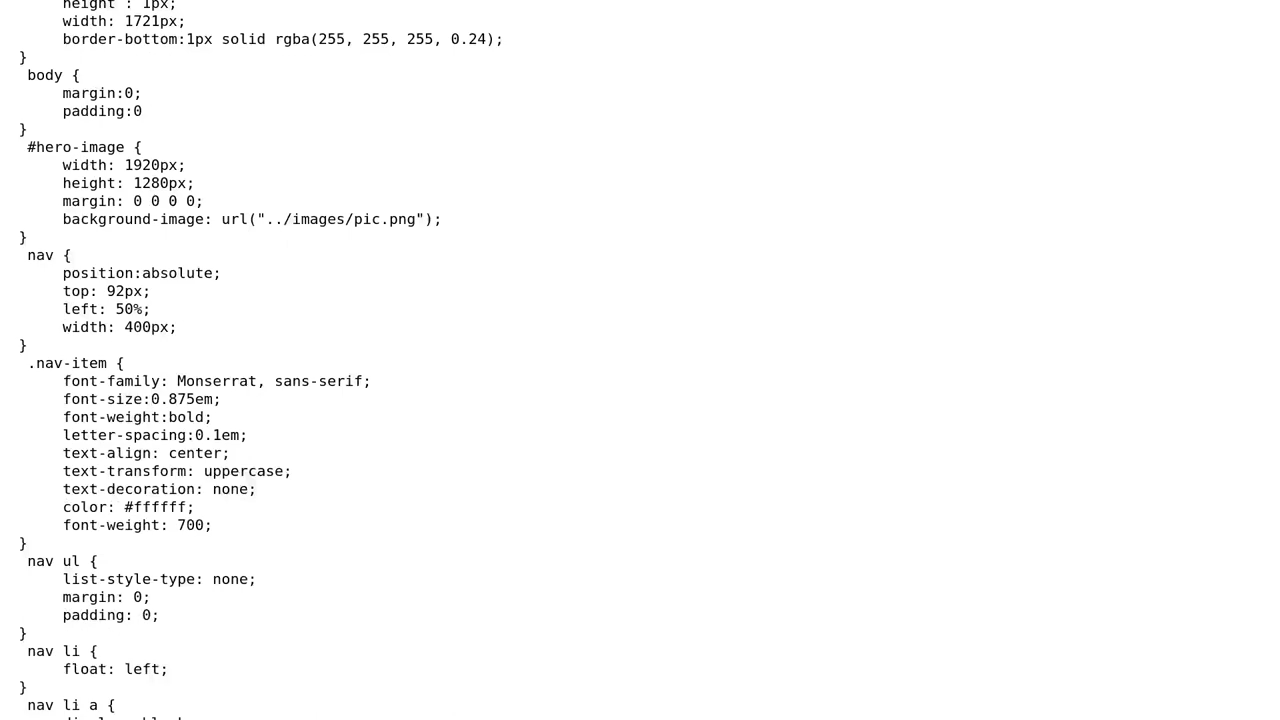 height : 1px;
width: 1721px;
border-bottom:1px solid rgba(255, 255, 255, 0.24);
}
body {
margin:0;
padding:0
}
#hero-image {
width: 1920px;
height: 1280px;
margin: 0 0 0 0;
background-image: url("../images/pic.png");
}
nav {
position:absolute;
top: 92px;
left: 50%;
width: 400px;
}
.nav-item {
font-family: Monserrat, sans-serif;
font-size:0.875em;
font-weight:bold;
letter-spacing:0.1em;
text-align: center;
text-transform: uppercase;
text-decoration: none;
color: #ffffff;
font-weight: 700;
}
nav ul {
list-style-type: none;
margin: 0;
padding: 0;
}
nav li {
float: left;
}
nav li a {